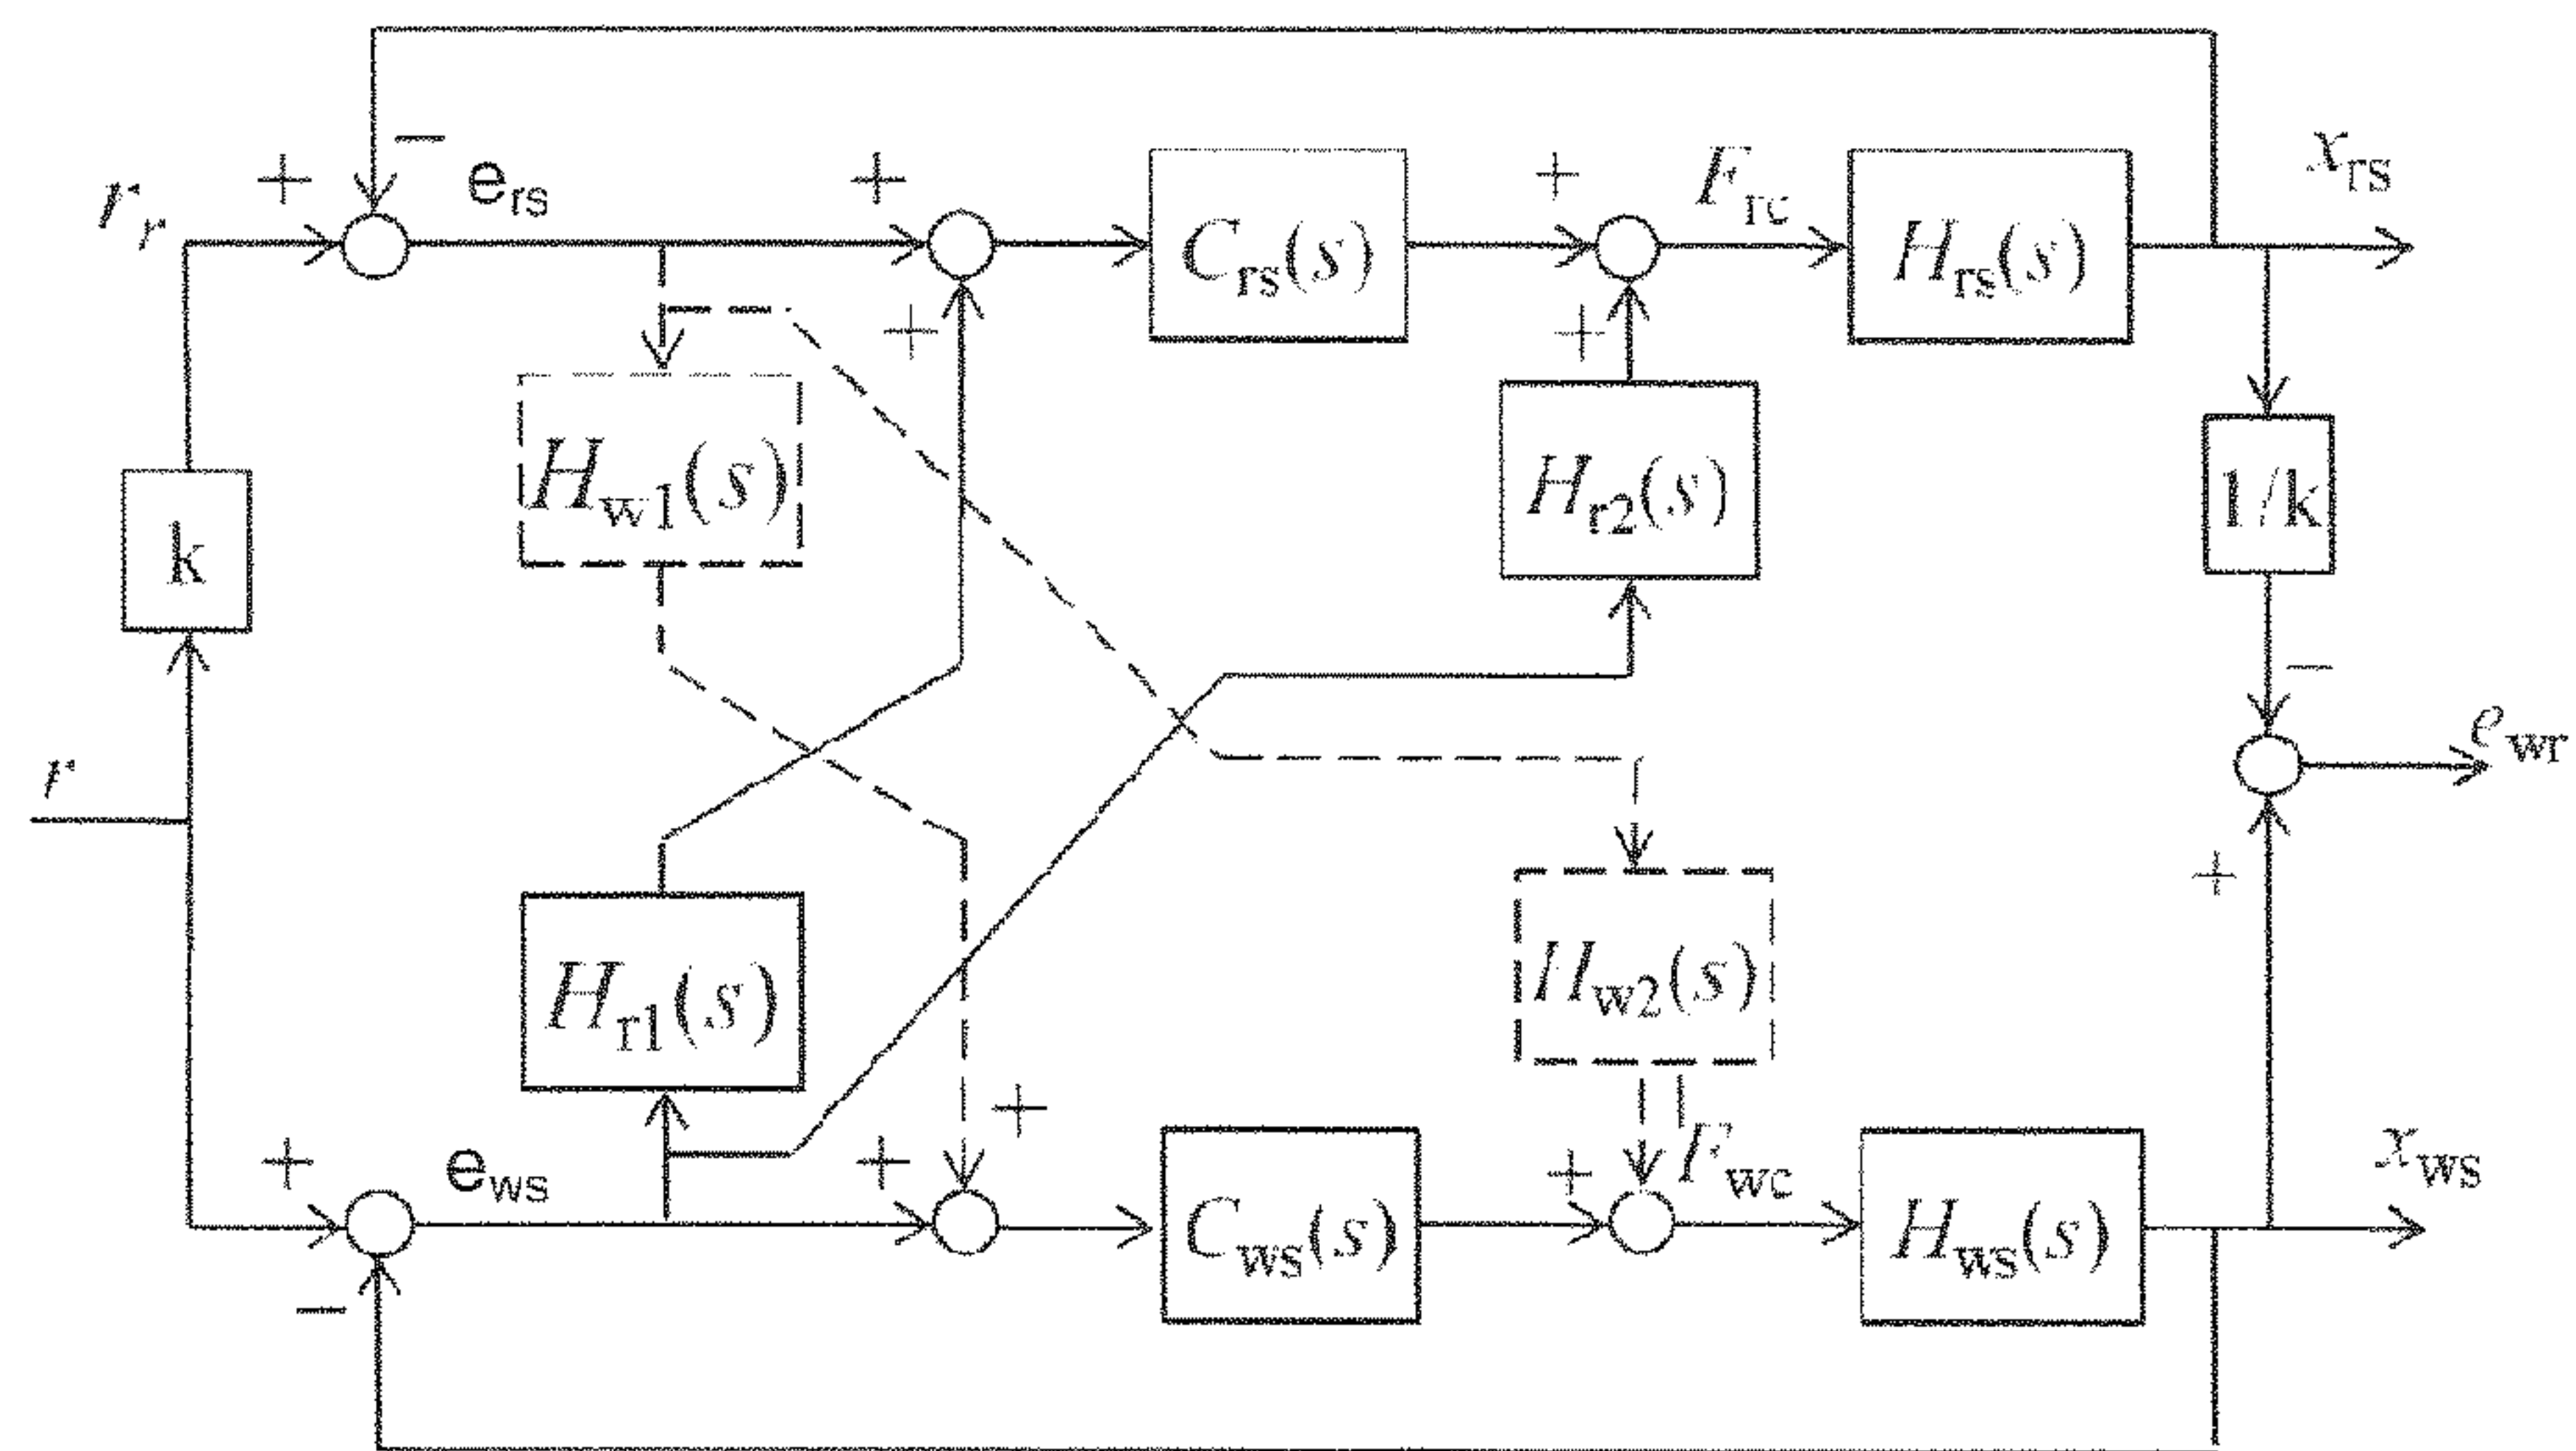 r_r
+
−
e_rs
+
+
C_rs(s)
+
+
F_rc
H_rs(s)
x_rs
k
H_w1(s)
H_r2(s)
1/k
r
−
e_wr
+
H_r1(s)
H_w2(s)
+
−
e_ws
+
+
C_ws(s)
+
F_wc
H_ws(s)
x_ws